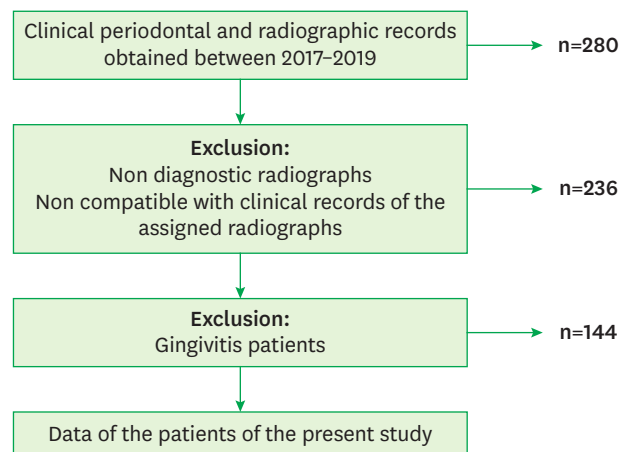 Clinical periodontal and radiographic records
obtained between 2017–2019
n=280
Exclusion:
Non diagnostic radiographs
Non compatible with clinical records of the
assigned radiographs
n=236
Exclusion:
Gingivitis patients
n=144
Data of the patients of the present study